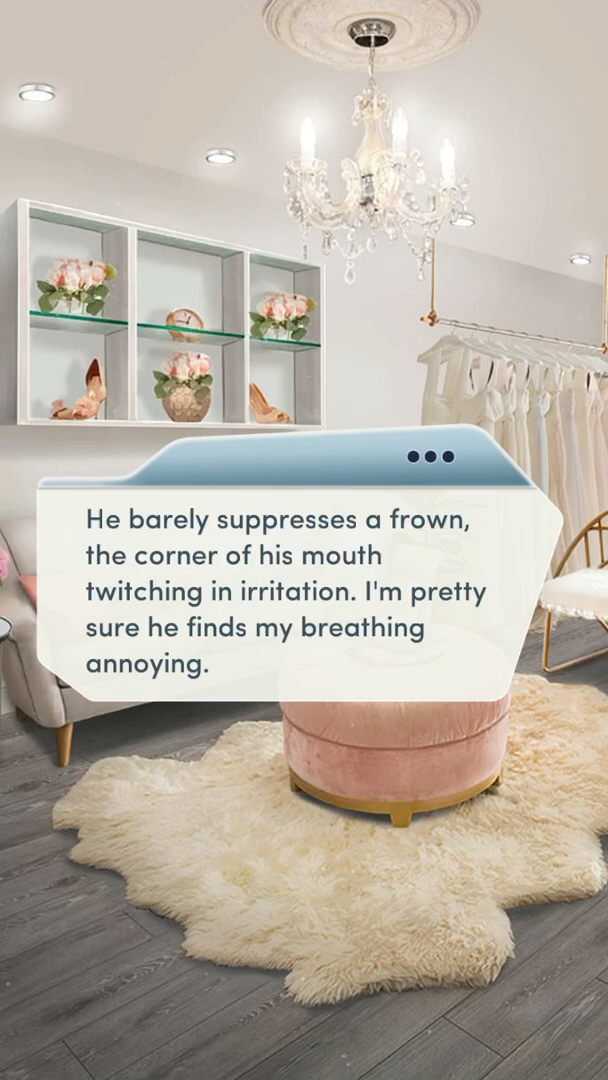 He barely suppresses a frown,
the corner of his mouth
twitching in irritation. I'm pretty
sure he finds my breathing
annoying.